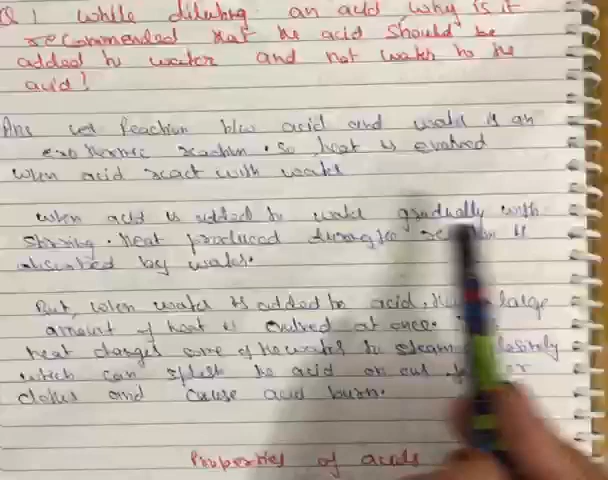 Q 1 While diluting an acid, why is it
recommended that the acid should be
added to water and not water to the
acid?
Ans Reaction b/w acid and water is an
exothermic reaction. So heat is evolved
when acid react with water
when acid is added to water gradually with
stirring. heat produced during the is
absorbed by water.
But, when water is added to acid, large
amount of heat is evolved at once.
heat changes some of the water to steam
which can splash the acid on our or
clothes and cause acid burn.
Properties of acids